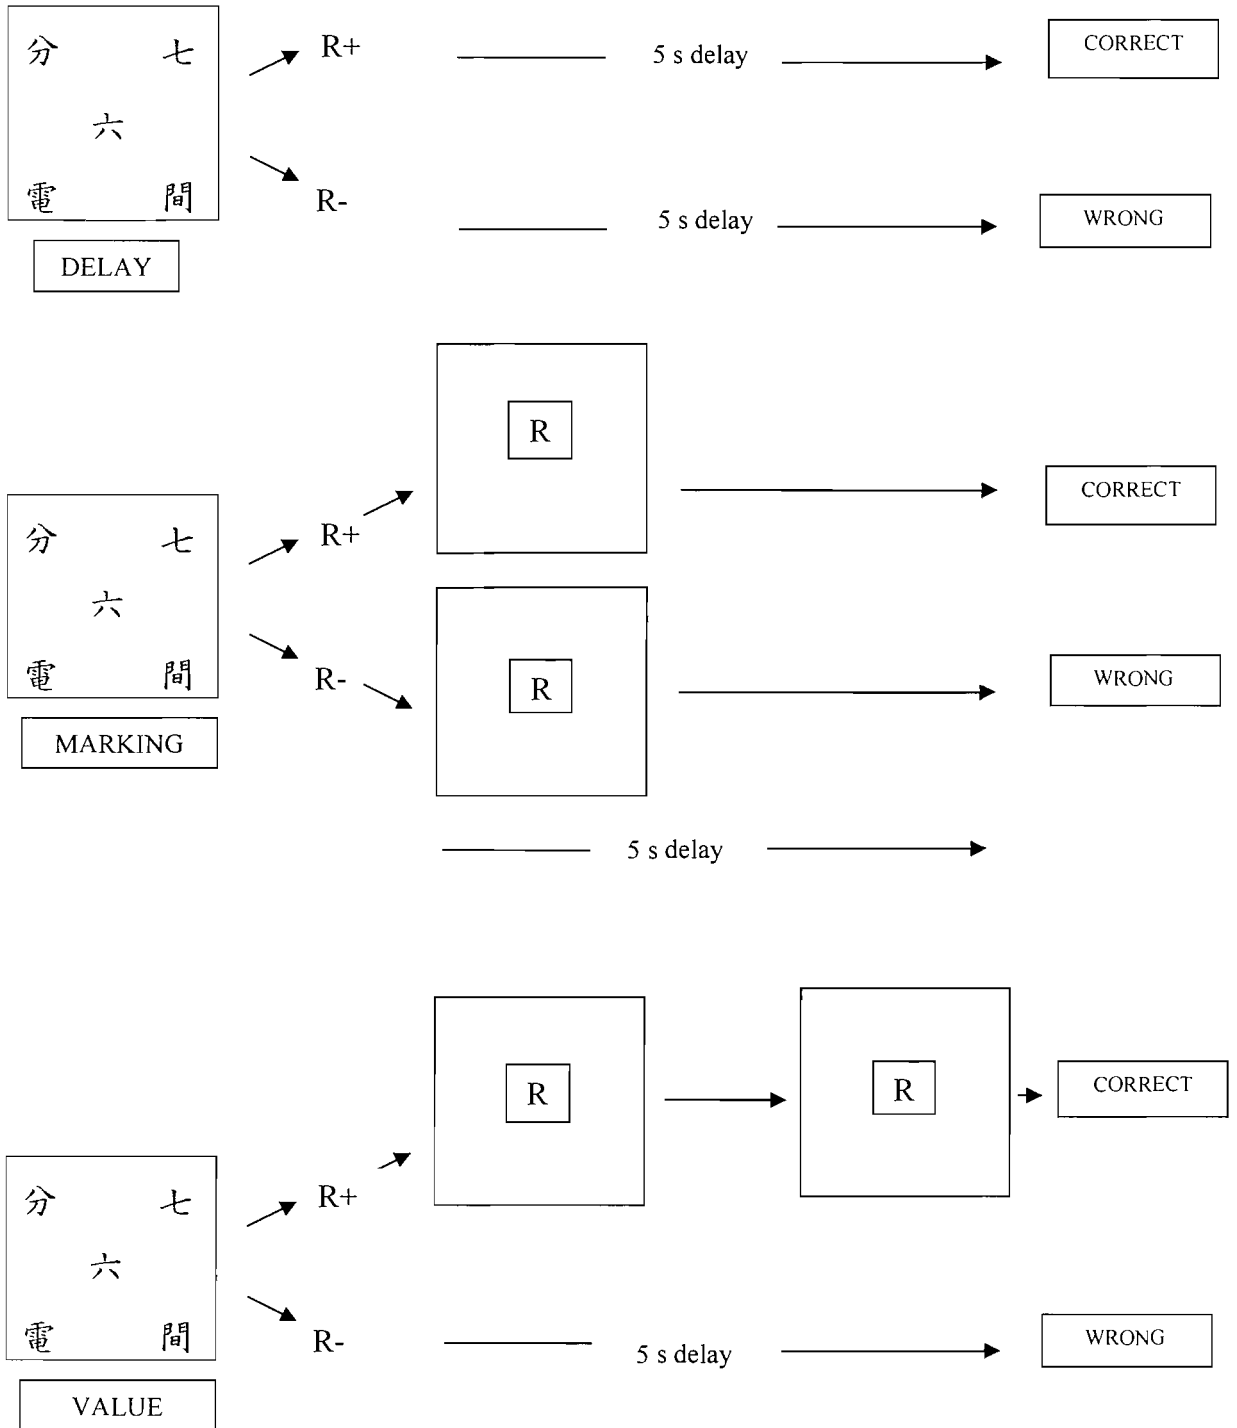 分 七
六
電 間
DELAY
R+
5 s delay
CORRECT
R-
5 s delay
WRONG
分 七
六
電 間
MARKING
R+
R
CORRECT
R-
R
WRONG
5 s delay
分 七
六
電 間
VALUE
R+
R
R
CORRECT
R-
5 s delay
WRONG